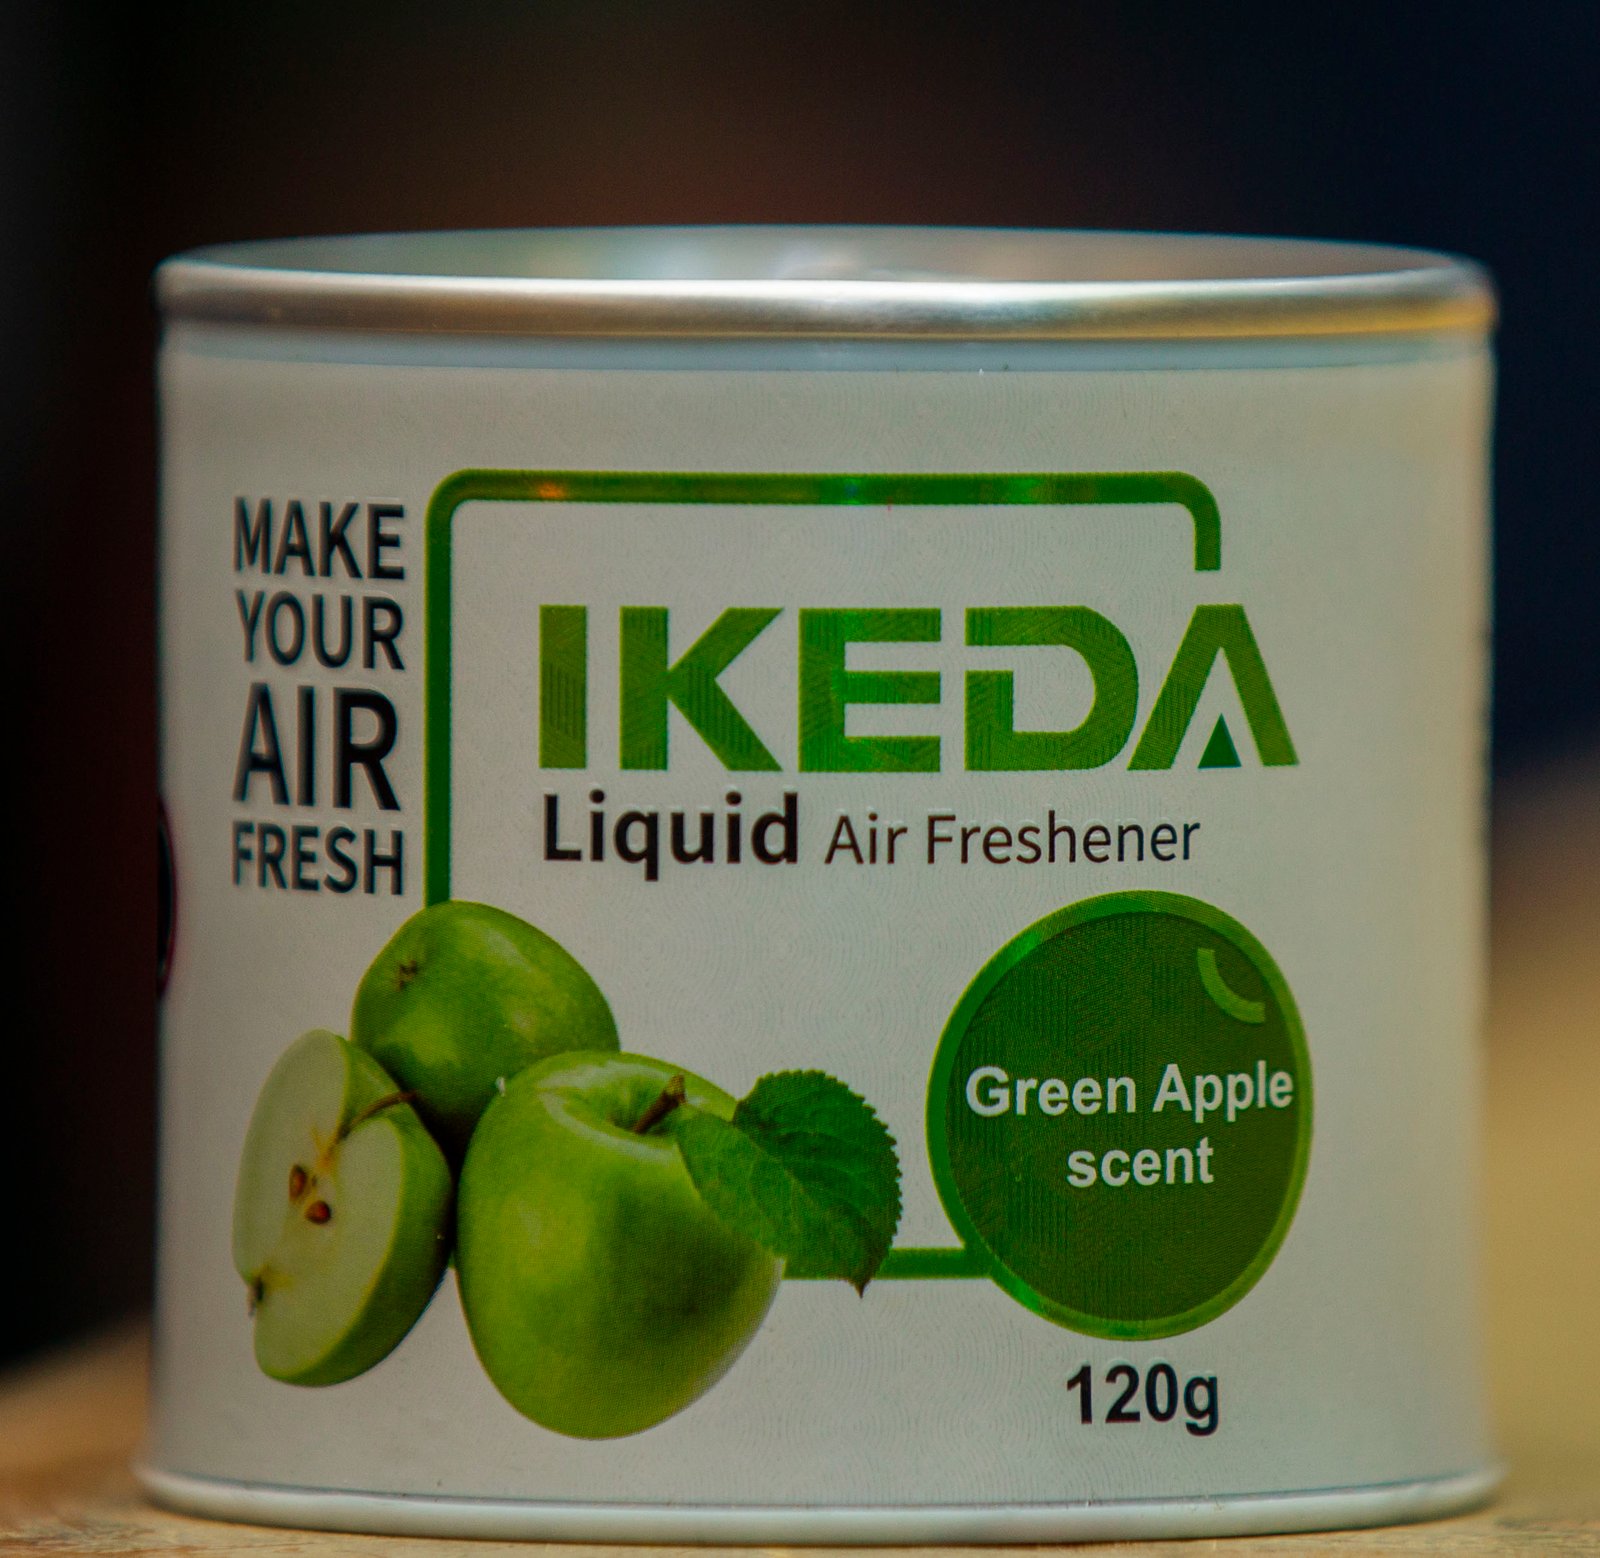 MAKE
YOUR
AIR
FRESH
IKEDA
Liquid Air Freshener
Green Apple
scent
120g